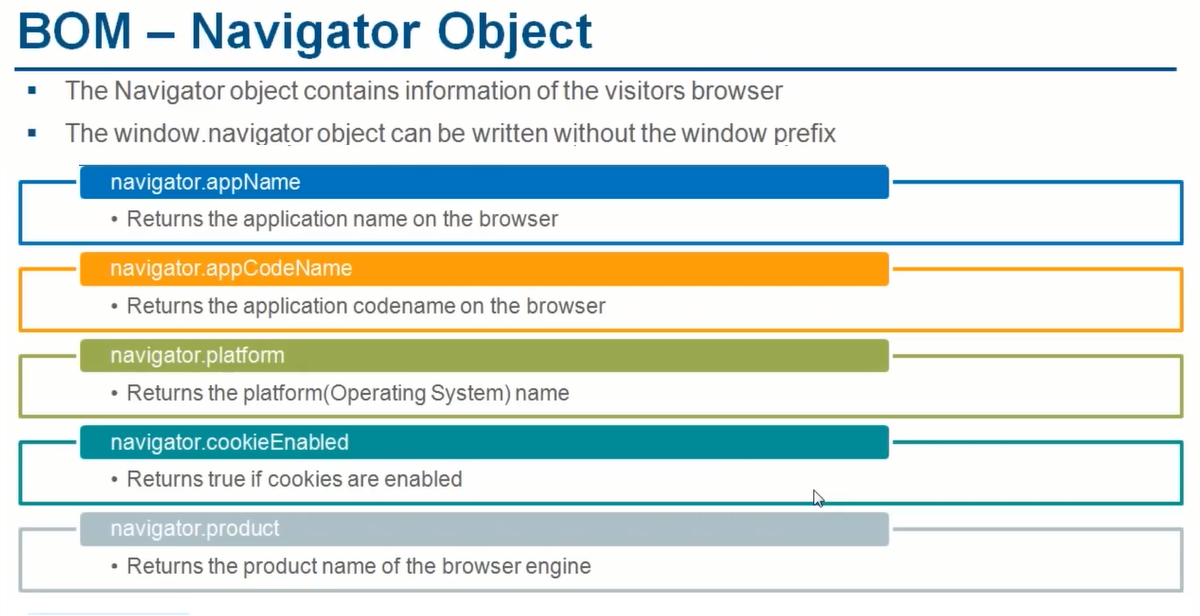 BOM – Navigator Object
▪ The Navigator object contains information of the visitors browser
▪ The window.navigator object can be written without the window prefix
navigator.appName
• Returns the application name on the browser
navigator.appCodeName
• Returns the application codename on the browser
navigator.platform
• Returns the platform(Operating System) name
navigator.cookieEnabled
• Returns true if cookies are enabled
navigator.product
• Returns the product name of the browser engine